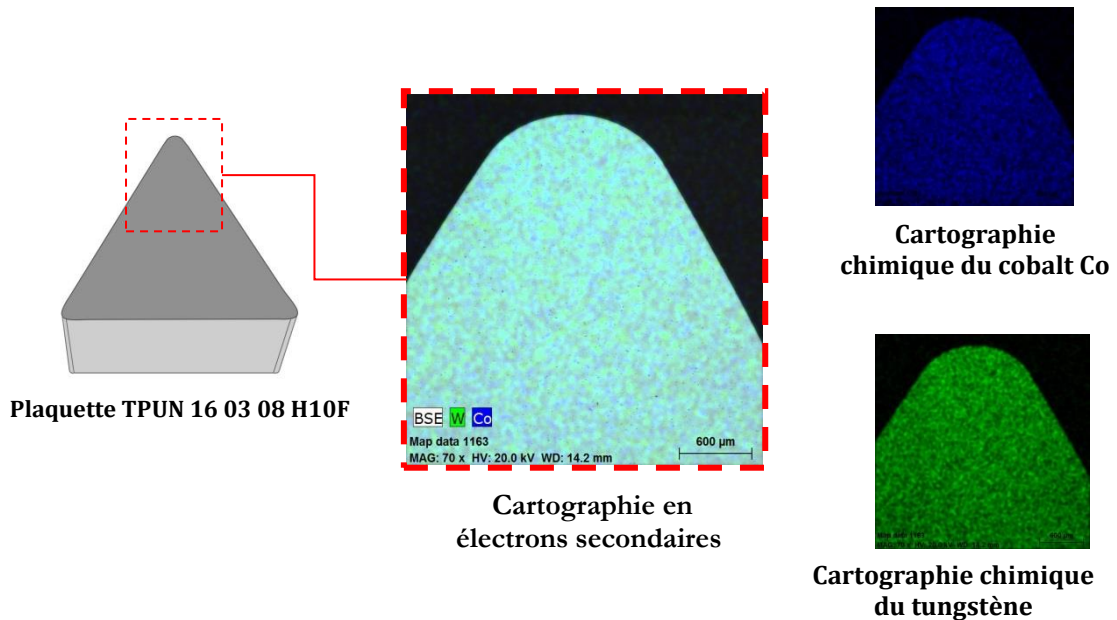 Plaquette TPUN 16 03 08 H10F
BSE W Co
Map data 1163
MAG: 70 x HV: 20.0 kV WD: 14.2 mm
600 µm
Cartographie en
électrons secondaires
Cartographie
chimique du cobalt Co
Cartographie chimique
du tungstène